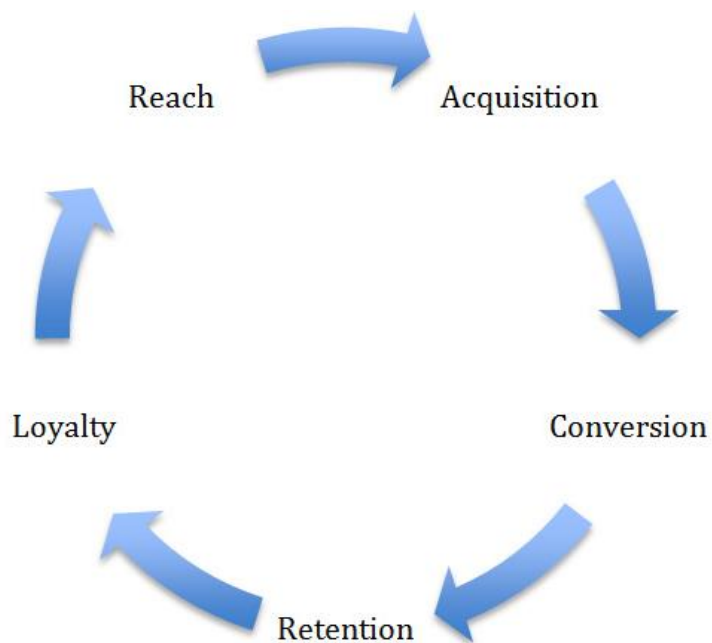 Reach
Acquisition
Conversion
Retention
Loyalty